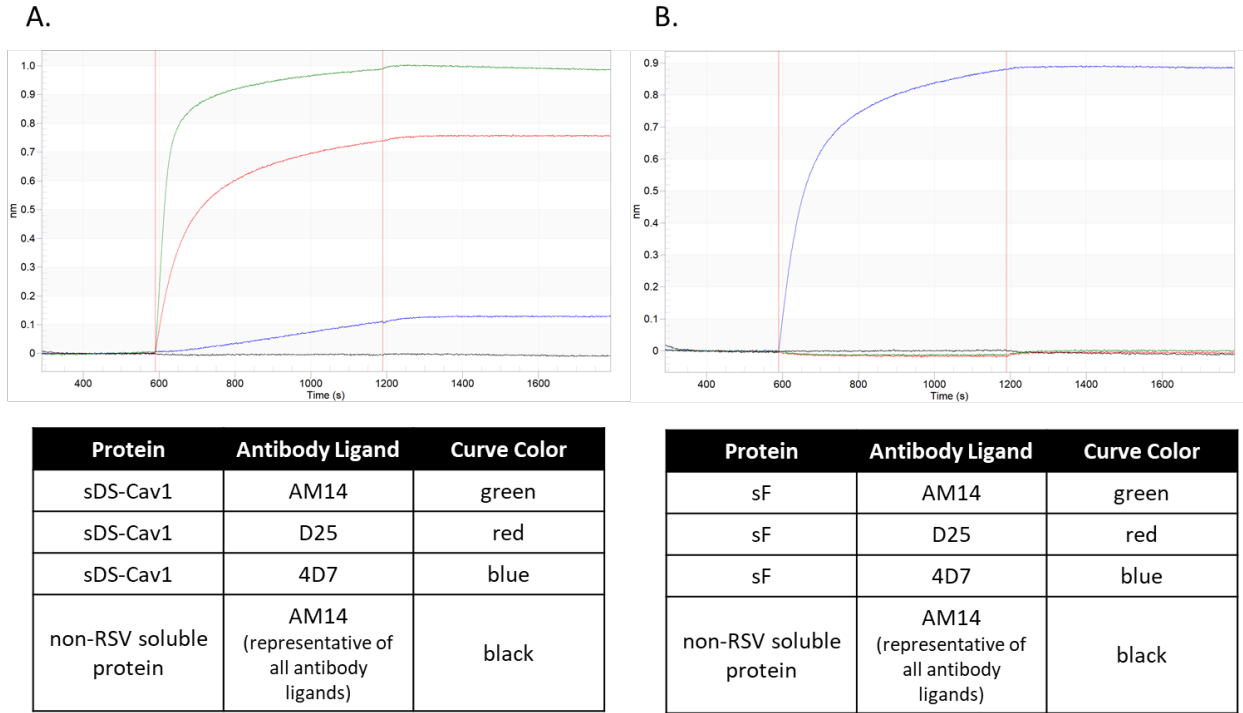 A.
B.
1.0
0.9
0.8
0.7
0.6
0.5
0.4
0.3
0.2
0.1
0
nm
400 600 800 1000 1200 1400 1600
Time (s)
0.9
0.8
0.7
0.6
0.5
0.4
0.3
0.2
0.1
0
nm
400 600 800 1000 1200 1400 1600
Time (s)
Protein Antibody Ligand Curve Color
sDS-Cav1 AM14 green
sDS-Cav1 D25 red
sDS-Cav1 4D7 blue
non-RSV soluble
protein
AM14
(representative of
all antibody
ligands)
black
Protein Antibody Ligand Curve Color
sF AM14 green
sF D25 red
sF 4D7 blue
non-RSV soluble
protein
AM14
(representative of
all antibody
ligands)
black